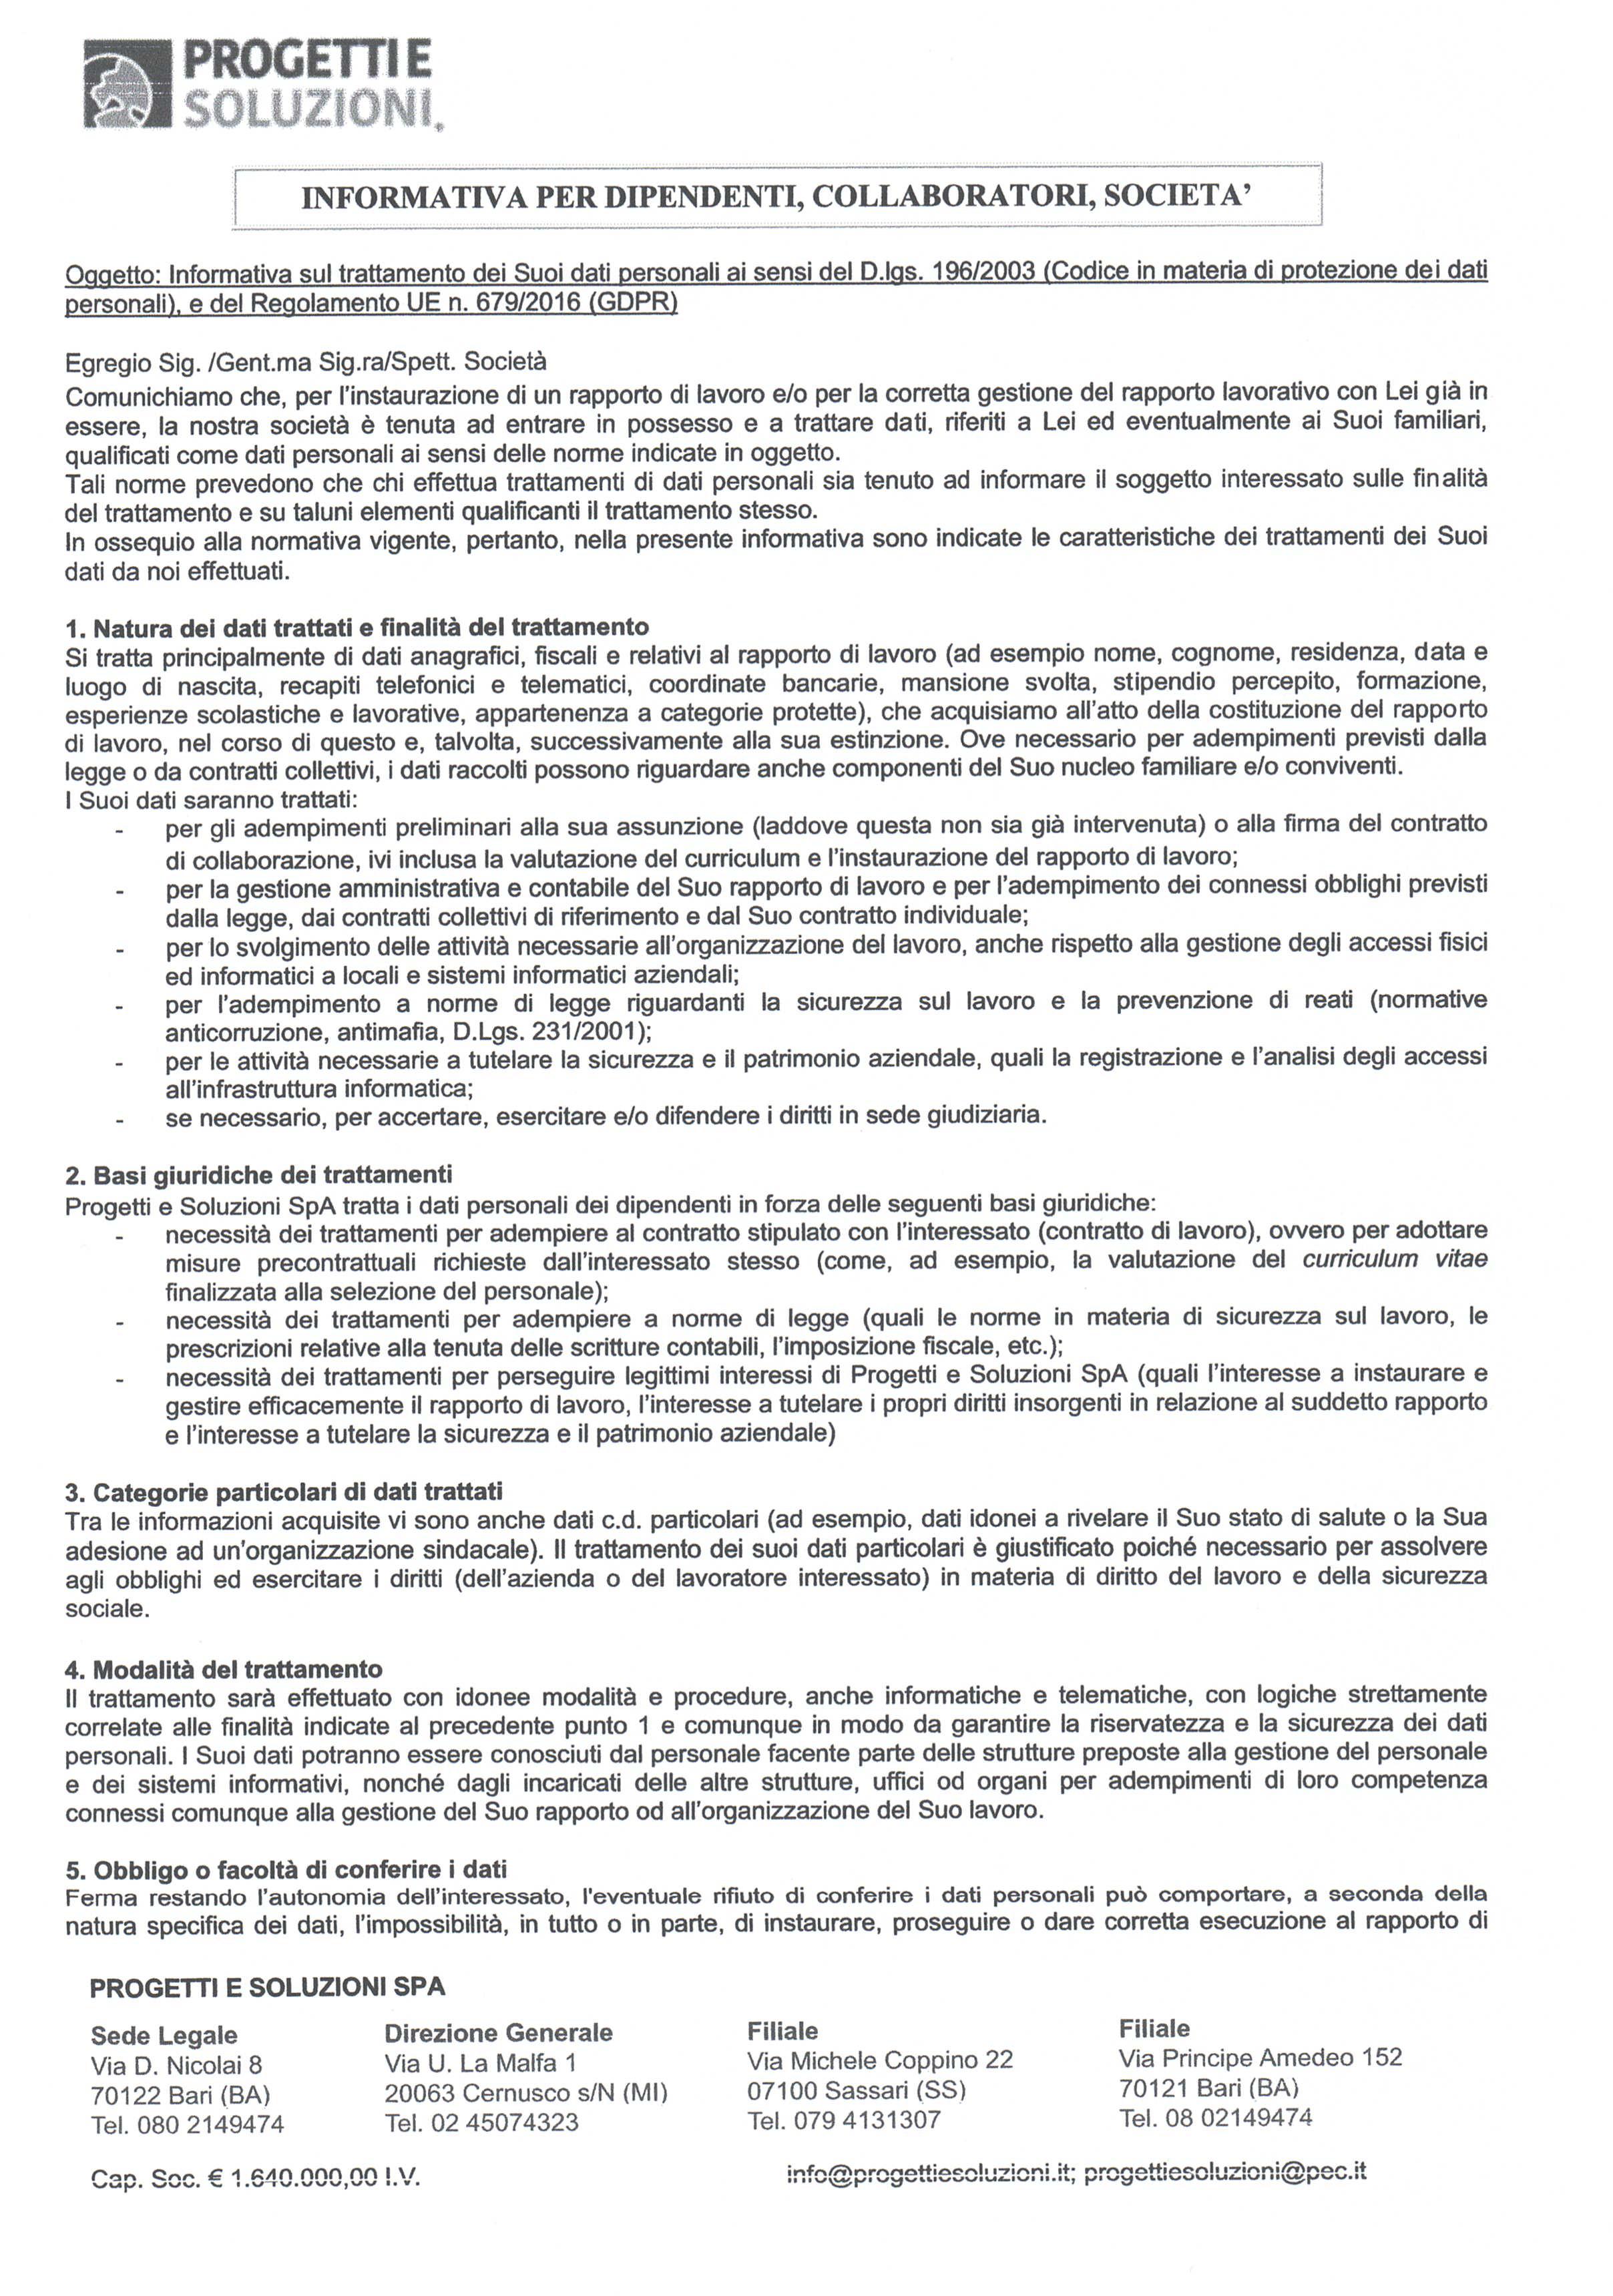 PROGETTI E
SOLUZIONI®
INFORMATIVA PER DIPENDENTI, COLLABORATORI, SOCIETA'
Oggetto: Informativa sul trattamento dei Suoi dati personali ai sensi del D.lgs. 196/2003 (Codice in materia di protezione dei dati
personali), e del Regolamento UE n. 679/2016 (GDPR)
Egregio Sig. /Gent.ma Sig.ra/Spett. Società
Comunichiamo che, per l'instaurazione di un rapporto di lavoro e/o per la corretta gestione del rapporto lavorativo con Lei già in
essere, la nostra società è tenuta ad entrare in possesso e a trattare dati, riferiti a Lei ed eventualmente ai Suoi familiari,
qualificati come dati personali ai sensi delle norme indicate in oggetto.
Tali norme prevedono che chi effettua trattamenti di dati personali sia tenuto ad informare il soggetto interessato sulle finalità
del trattamento e su taluni elementi qualificanti il trattamento stesso.
In ossequio alla normativa vigente, pertanto, nella presente informativa sono indicate le caratteristiche dei trattamenti dei Suoi
dati da noi effettuati.
1. Natura dei dati trattati e finalità del trattamento
Si tratta principalmente di dati anagrafici, fiscali e relativi al rapporto di lavoro (ad esempio nome, cognome, residenza, data e
luogo di nascita, recapiti telefonici e telematici, coordinate bancarie, mansione svolta, stipendio percepito, formazione,
esperienze scolastiche e lavorative, appartenenza a categorie protette), che acquisiamo all'atto della costituzione del rapporto
di lavoro, nel corso di questo e, talvolta, successivamente alla sua estinzione. Ove necessario per adempimenti previsti dalla
legge o da contratti collettivi, i dati raccolti possono riguardare anche componenti del Suo nucleo familiare e/o conviventi.
I Suoi dati saranno trattati:
- per gli adempimenti preliminari alla sua assunzione (laddove questa non sia già intervenuta) o alla firma del contratto
di collaborazione, ivi inclusa la valutazione del curriculum e l'instaurazione del rapporto di lavoro;
- per la gestione amministrativa e contabile del Suo rapporto di lavoro e per l'adempimento dei connessi obblighi previsti
dalla legge, dai contratti collettivi di riferimento e dal Suo contratto individuale;
- per lo svolgimento delle attività necessarie all'organizzazione del lavoro, anche rispetto alla gestione degli accessi fisici
ed informatici a locali e sistemi informatici aziendali;
- per l'adempimento a norme di legge riguardanti la sicurezza sul lavoro e la prevenzione di reati (normative
anticorruzione, antimafia, D.Lgs. 231/2001);
- per le attività necessarie a tutelare la sicurezza e il patrimonio aziendale, quali la registrazione e l'analisi degli accessi
all'infrastruttura informatica;
- se necessario, per accertare, esercitare e/o difendere i diritti in sede giudiziaria.
2. Basi giuridiche dei trattamenti
Progetti e Soluzioni SpA tratta i dati personali dei dipendenti in forza delle seguenti basi giuridiche:
- necessità dei trattamenti per adempiere al contratto stipulato con l'interessato (contratto di lavoro), ovvero per adottare
misure precontrattuali richieste dall'interessato stesso (come, ad esempio, la valutazione del curriculum vitae
finalizzata alla selezione del personale);
- necessità dei trattamenti per adempiere a norme di legge (quali le norme in materia di sicurezza sul lavoro, le
prescrizioni relative alla tenuta delle scritture contabili, l'imposizione fiscale, etc.);
- necessità dei trattamenti per perseguire legittimi interessi di Progetti e Soluzioni SpA (quali l'interesse a instaurare e
gestire efficacemente il rapporto di lavoro, l'interesse a tutelare i propri diritti insorgenti in relazione al suddetto rapporto
e l'interesse a tutelare la sicurezza e il patrimonio aziendale)
3. Categorie particolari di dati trattati
Tra le informazioni acquisite vi sono anche dati c.d. particolari (ad esempio, dati idonei a rivelare il Suo stato di salute o la Sua
adesione ad un'organizzazione sindacale). Il trattamento dei suoi dati particolari è giustificato poiché necessario per assolvere
agli obblighi ed esercitare i diritti (dell'azienda o del lavoratore interessato) in materia di diritto del lavoro e della sicurezza
sociale.
4. Modalità del trattamento
Il trattamento sarà effettuato con idonee modalità e procedure, anche informatiche e telematiche, con logiche strettamente
correlate alle finalità indicate al precedente punto 1 e comunque in modo da garantire la riservatezza e la sicurezza dei dati
personali. I Suoi dati potranno essere conosciuti dal personale facente parte delle strutture preposte alla gestione del personale
e dei sistemi informativi, nonché dagli incaricati delle altre strutture, uffici od organi per adempimenti di loro competenza
connessi comunque alla gestione del Suo rapporto od all'organizzazione del Suo lavoro.
5. Obbligo o facoltà di conferire i dati
Ferma restando l'autonomia dell'interessato, l'eventuale rifiuto di conferire i dati personali può comportare, a seconda della
natura specifica dei dati, l'impossibilità, in tutto o in parte, di instaurare, proseguire o dare corretta esecuzione al rapporto di
PROGETTI E SOLUZIONI SPA
Sede Legale
Via D. Nicolai 8
70122 Bari (BA)
Tel. 080 2149474
Direzione Generale
Via U. La Malfa 1
20063 Cernusco s/N (MI)
Tel. 02 45074323
Filiale
Via Michele Coppino 22
07100 Sassari (SS)
Tel. 079 4131307
Filiale
Via Principe Amedeo 152
70121 Bari (BA)
Tel. 08 02149474
Cap. Soc. € 1.640.000,00 I.V.
info@progettiesoluzioni.it; progettiesoluzioni@pec.it